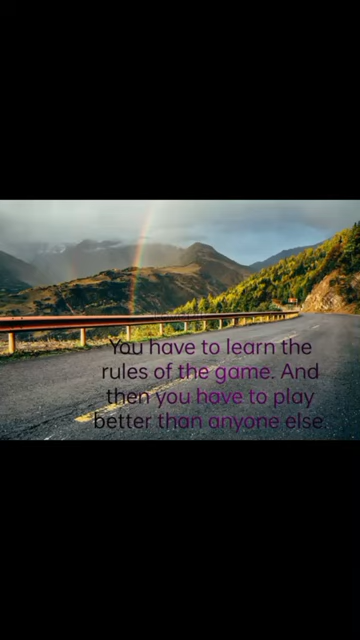 You have to learn the
rules of the game. And
then you have to play
better than anyone else.